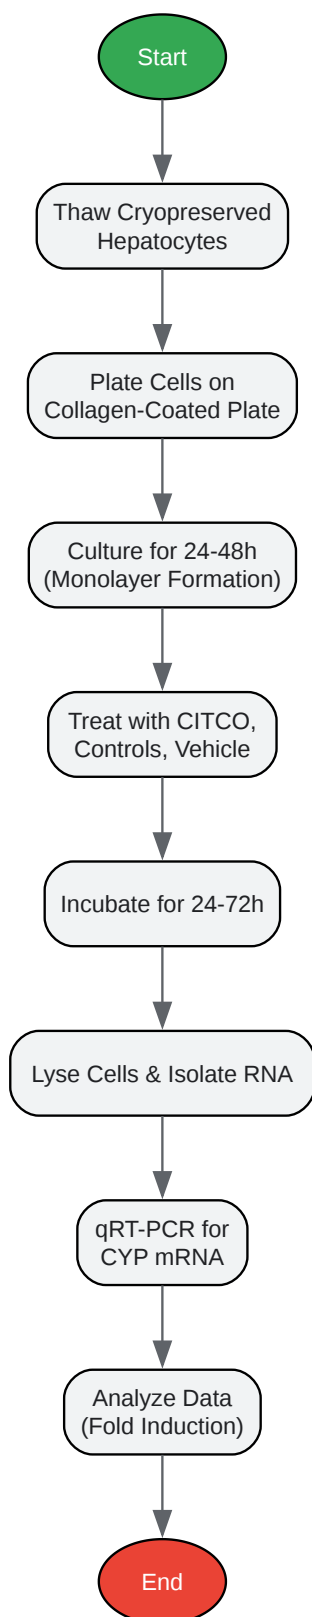 Start
Thaw Cryopreserved
Hepatocytes
Plate Cells on
Collagen-Coated Plate
Culture for 24-48h
(Monolayer Formation)
Treat with CITCO,
Controls, Vehicle
Incubate for 24-72h
Lyse Cells & Isolate RNA
qRT-PCR for
CYP mRNA
Analyze Data
(Fold Induction)
End